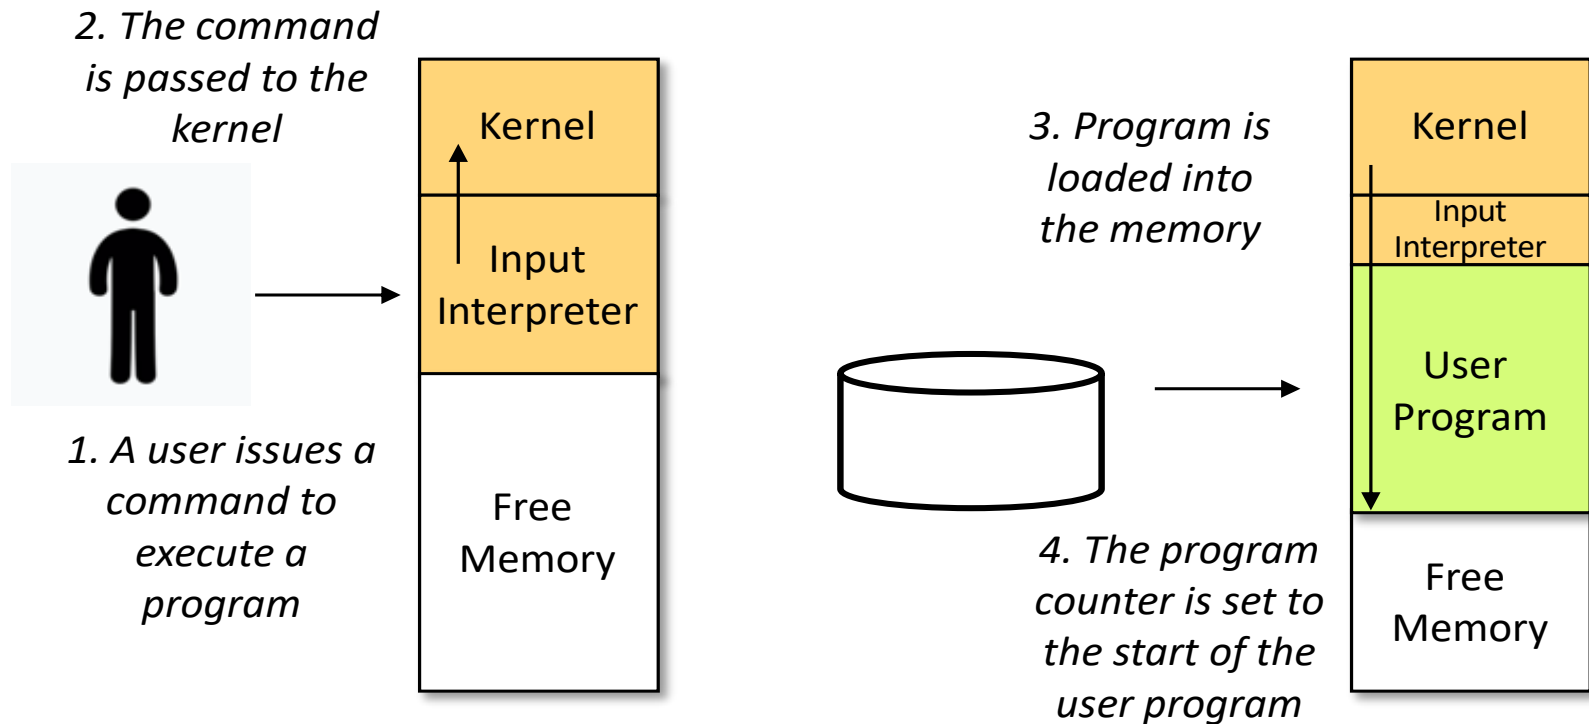 2. The command
is passed to the
kernel
Kernel
Input
Interpreter
Free
Memory
1. A user issues a
command to
execute a
program
3. Program is
loaded into
the memory
Kernel
Input
Interpreter
User
Program
Free
Memory
4. The program
counter is set to
the start of the
user program